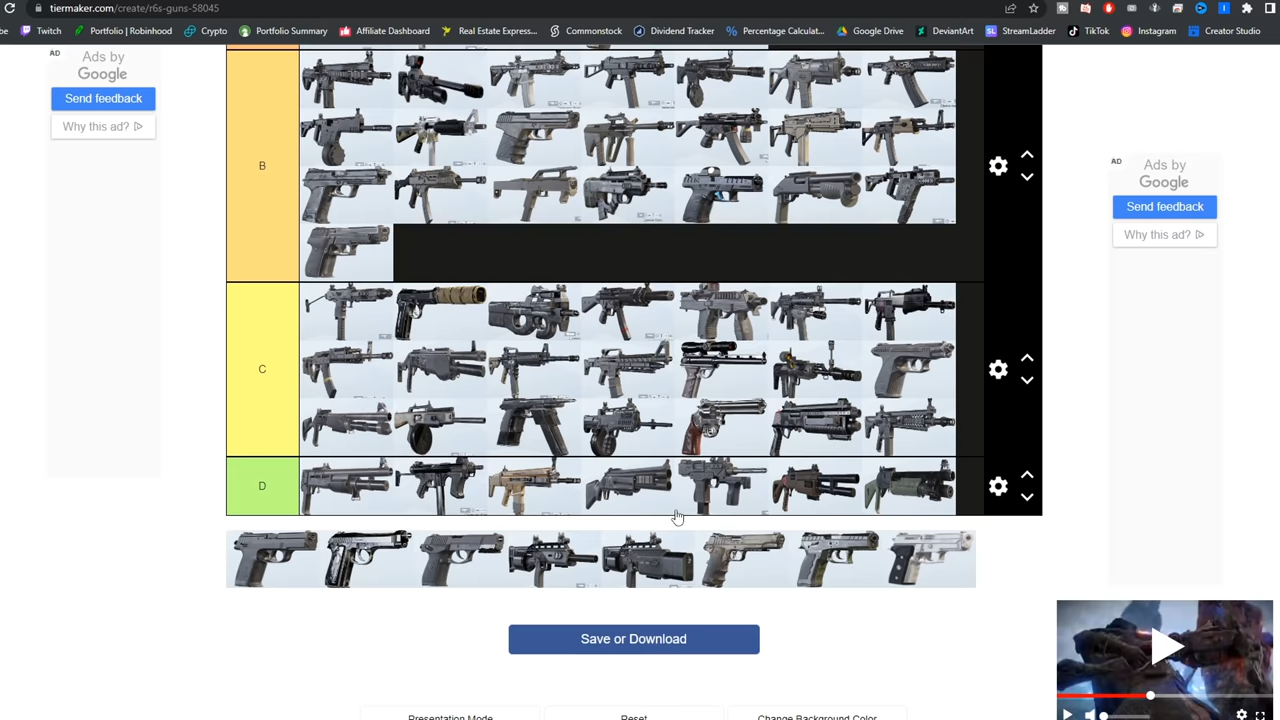 tiermaker.com/create/r6s-guns-58045
be Twitch Portfolio | Robinhood Crypto Portfolio Summary Affiliate Dashboard Real Estate Expres... Commonstock Dividend Tracker Percentage Calculat... Google Drive DeviantArt StreamLadder TikTok Instagram Creator Studio
AD
Ads by
Google
Send feedback
Why this ad?
B
C
D
AD
Ads by
Google
Send feedback
Why this ad?
Save or Download
Presentation Mode Reset Change Background Color